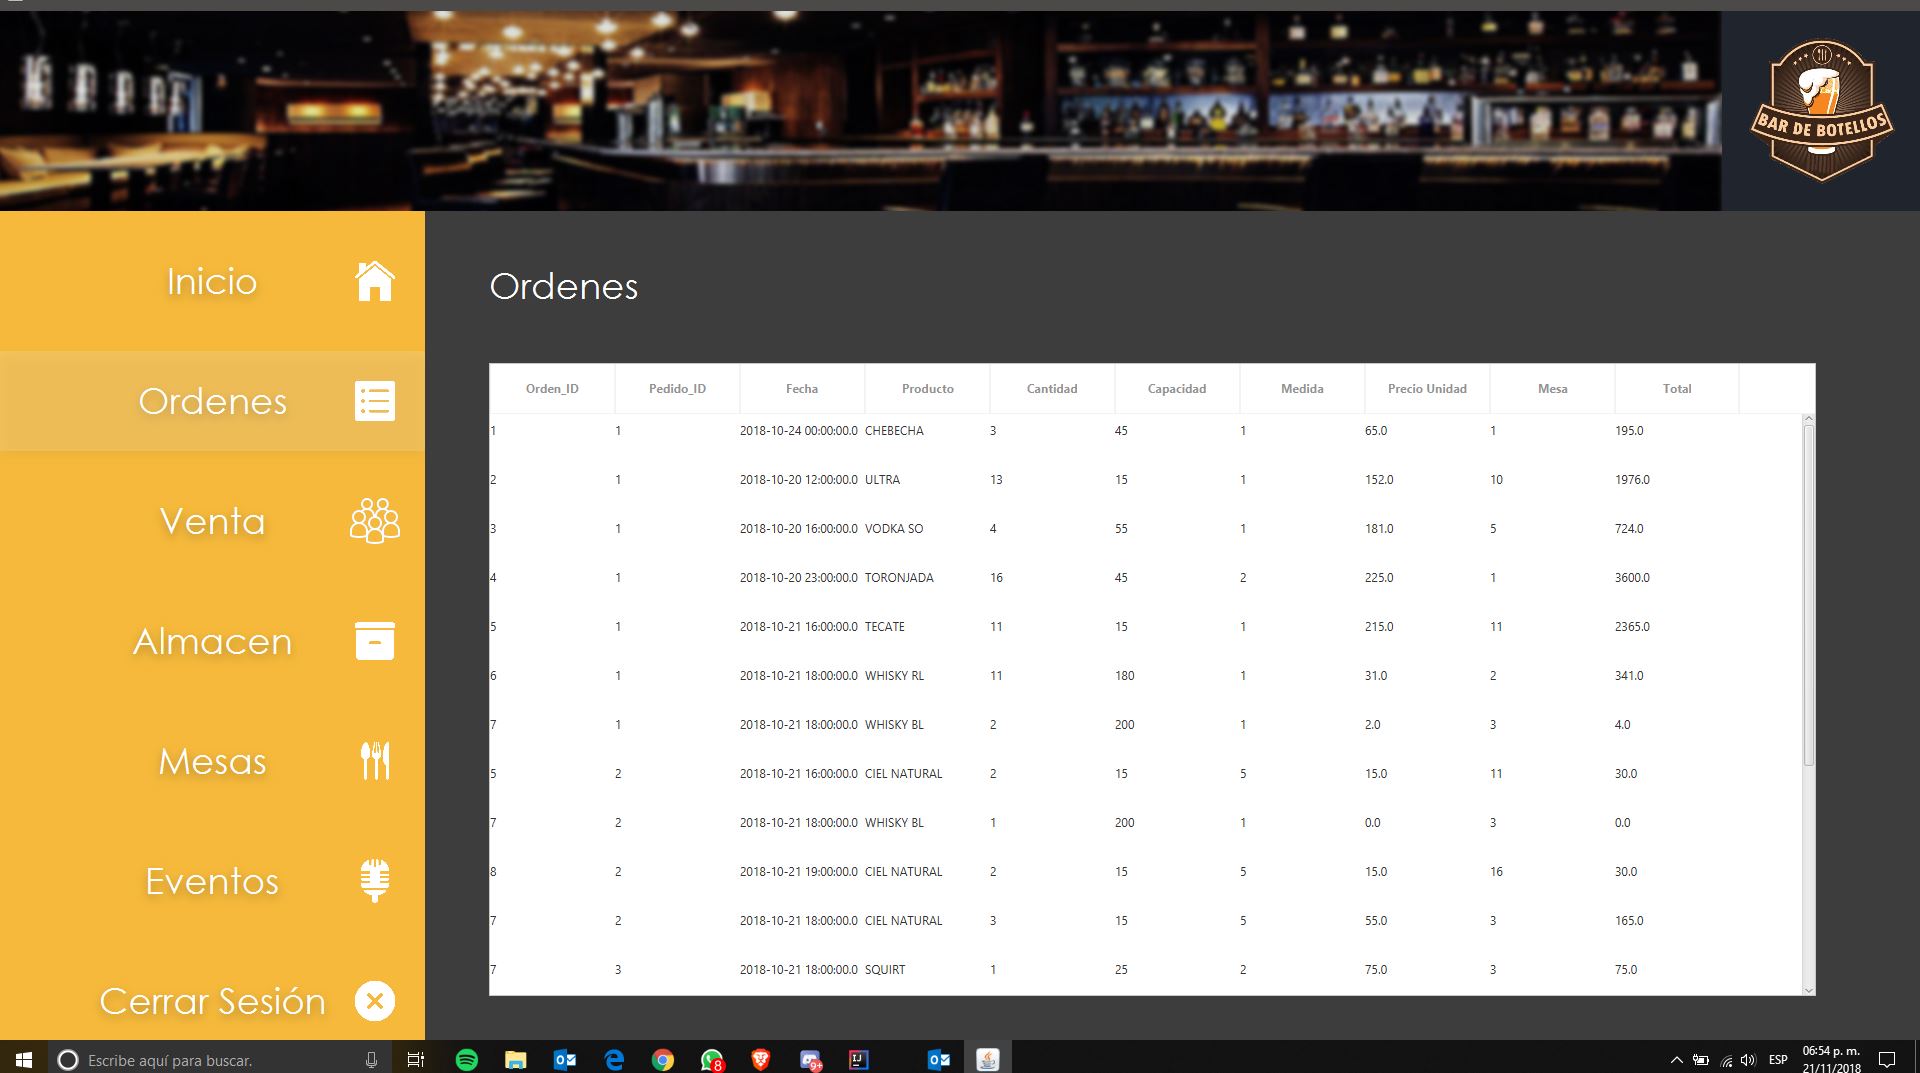 BAR DE BOTELLOS
Inicio
Ordenes
Venta
Almacen
Mesas
Eventos
Cerrar Sesión
Ordenes
Orden_ID Pedido_ID Fecha Producto Cantidad Capacidad Medida Precio Unidad Mesa Total
1 1 2018-10-24 00:00:00.0 CHEBECHA 3 45 1 65.0 1 195.0
2 1 2018-10-20 12:00:00.0 ULTRA 13 15 1 152.0 10 1976.0
3 1 2018-10-20 16:00:00.0 VODKA SO 4 55 1 181.0 5 724.0
4 1 2018-10-20 23:00:00.0 TORONJADA 16 45 2 225.0 1 3600.0
5 1 2018-10-21 16:00:00.0 TECATE 11 15 1 215.0 11 2365.0
6 1 2018-10-21 18:00:00.0 WHISKY RL 11 180 1 31.0 2 341.0
7 1 2018-10-21 18:00:00.0 WHISKY BL 2 200 1 2.0 3 4.0
5 2 2018-10-21 16:00:00.0 CIEL NATURAL 2 15 5 15.0 11 30.0
7 2 2018-10-21 18:00:00.0 WHISKY BL 1 200 1 0.0 3 0.0
8 2 2018-10-21 19:00:00.0 CIEL NATURAL 2 15 5 15.0 16 30.0
7 2 2018-10-21 18:00:00.0 CIEL NATURAL 3 15 5 55.0 3 165.0
7 3 2018-10-21 18:00:00.0 SQUIRT 1 25 2 75.0 3 75.0
Escribe aquí para buscar.
8
9+
IJ
ESP
06:54 p. m.
21/11/2018